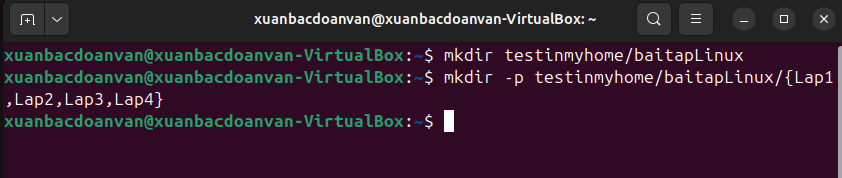 xuanbacdoanvan@xuanbacdoanvan-VirtualBox: ~
xuanbacdoanvan@xuanbacdoanvan-VirtualBox:~$ mkdir testinmyhome/baitapLinux
xuanbacdoanvan@xuanbacdoanvan-VirtualBox:~$ mkdir -p testinmyhome/baitapLinux/{Lap1
,Lap2,Lap3,Lap4}
xuanbacdoanvan@xuanbacdoanvan-VirtualBox:~$